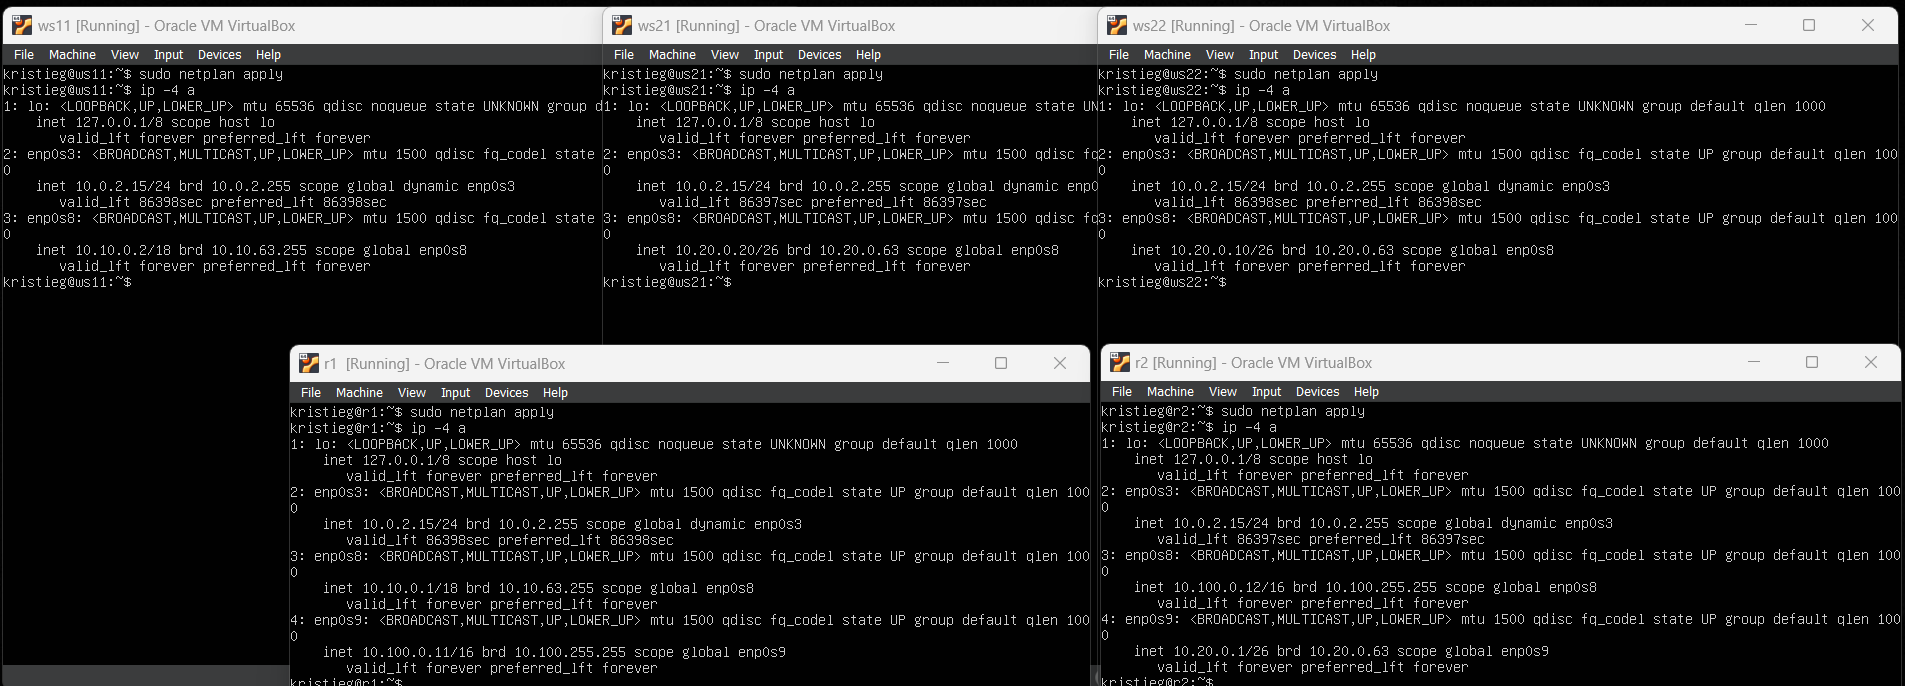 ws11 [Running] - Oracle VM VirtualBox
File Machine View Input Devices Help
kristieg@ws11:~$ sudo netplan apply
kristieg@ws11:~$ ip -4 a
1: lo: <LOOPBACK,UP,LOWER_UP> mtu 65536 qdisc noqueue state UNKNOWN group d
inet 127.0.0.1/8 scope host lo
valid_lft forever preferred_lft forever
2: enp0s3: <BROADCAST,MULTICAST,UP,LOWER_UP> mtu 1500 qdisc fq_codel state
0
inet 10.0.2.15/24 brd 10.0.2.255 scope global dynamic enp0s3
valid_lft 86398sec preferred_lft 86398sec
3: enp0s8: <BROADCAST,MULTICAST,UP,LOWER_UP> mtu 1500 qdisc fq_codel state
0
inet 10.10.0.2/18 brd 10.10.63.255 scope global enp0s8
valid_lft forever preferred_lft forever
kristieg@ws11:~$
ws21 [Running] - Oracle VM VirtualBox
File Machine View Input Devices Help
kristieg@ws21:~$ sudo netplan apply
kristieg@ws21:~$ ip -4 a
1: lo: <LOOPBACK,UP,LOWER_UP> mtu 65536 qdisc noqueue state UN
inet 127.0.0.1/8 scope host lo
valid_lft forever preferred_lft forever
2: enp0s3: <BROADCAST,MULTICAST,UP,LOWER_UP> mtu 1500 qdisc fq
0
inet 10.0.2.15/24 brd 10.0.2.255 scope global dynamic enp0
valid_lft 86397sec preferred_lft 86397sec
3: enp0s8: <BROADCAST,MULTICAST,UP,LOWER_UP> mtu 1500 qdisc fq
0
inet 10.20.0.20/26 brd 10.20.0.63 scope global enp0s8
valid_lft forever preferred_lft forever
kristieg@ws21:~$
ws22 [Running] - Oracle VM VirtualBox
File Machine View Input Devices Help
kristieg@ws22:~$ sudo netplan apply
kristieg@ws22:~$ ip -4 a
1: lo: <LOOPBACK,UP,LOWER_UP> mtu 65536 qdisc noqueue state UNKNOWN group default qlen 1000
inet 127.0.0.1/8 scope host lo
valid_lft forever preferred_lft forever
2: enp0s3: <BROADCAST,MULTICAST,UP,LOWER_UP> mtu 1500 qdisc fq_codel state UP group default qlen 100
0
inet 10.0.2.15/24 brd 10.0.2.255 scope global dynamic enp0s3
valid_lft 86398sec preferred_lft 86398sec
3: enp0s8: <BROADCAST,MULTICAST,UP,LOWER_UP> mtu 1500 qdisc fq_codel state UP group default qlen 100
0
inet 10.20.0.10/26 brd 10.20.0.63 scope global enp0s8
valid_lft forever preferred_lft forever
kristieg@ws22:~$
r1 [Running] - Oracle VM VirtualBox
File Machine View Input Devices Help
kristieg@r1:~$ sudo netplan apply
kristieg@r1:~$ ip -4 a
1: lo: <LOOPBACK,UP,LOWER_UP> mtu 65536 qdisc noqueue state UNKNOWN group default qlen 1000
inet 127.0.0.1/8 scope host lo
valid_lft forever preferred_lft forever
2: enp0s3: <BROADCAST,MULTICAST,UP,LOWER_UP> mtu 1500 qdisc fq_codel state UP group default qlen 100
0
inet 10.0.2.15/24 brd 10.0.2.255 scope global dynamic enp0s3
valid_lft 86398sec preferred_lft 86398sec
3: enp0s8: <BROADCAST,MULTICAST,UP,LOWER_UP> mtu 1500 qdisc fq_codel state UP group default qlen 100
0
inet 10.10.0.1/18 brd 10.10.63.255 scope global enp0s8
valid_lft forever preferred_lft forever
4: enp0s9: <BROADCAST,MULTICAST,UP,LOWER_UP> mtu 1500 qdisc fq_codel state UP group default qlen 100
0
inet 10.100.0.11/16 brd 10.100.255.255 scope global enp0s9
valid_lft forever preferred_lft forever
kristieg@r1:~$
r2 [Running] - Oracle VM VirtualBox
File Machine View Input Devices Help
kristieg@r2:~$ sudo netplan apply
kristieg@r2:~$ ip -4 a
1: lo: <LOOPBACK,UP,LOWER_UP> mtu 65536 qdisc noqueue state UNKNOWN group default qlen 1000
inet 127.0.0.1/8 scope host lo
valid_lft forever preferred_lft forever
2: enp0s3: <BROADCAST,MULTICAST,UP,LOWER_UP> mtu 1500 qdisc fq_codel state UP group default qlen 100
0
inet 10.0.2.15/24 brd 10.0.2.255 scope global dynamic enp0s3
valid_lft 86397sec preferred_lft 86397sec
3: enp0s8: <BROADCAST,MULTICAST,UP,LOWER_UP> mtu 1500 qdisc fq_codel state UP group default qlen 100
0
inet 10.100.0.12/16 brd 10.100.255.255 scope global enp0s8
valid_lft forever preferred_lft forever
4: enp0s9: <BROADCAST,MULTICAST,UP,LOWER_UP> mtu 1500 qdisc fq_codel state UP group default qlen 100
0
inet 10.20.0.1/26 brd 10.20.0.63 scope global enp0s9
valid_lft forever preferred_lft forever
kristieg@r2:~$